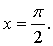 x = π/2.